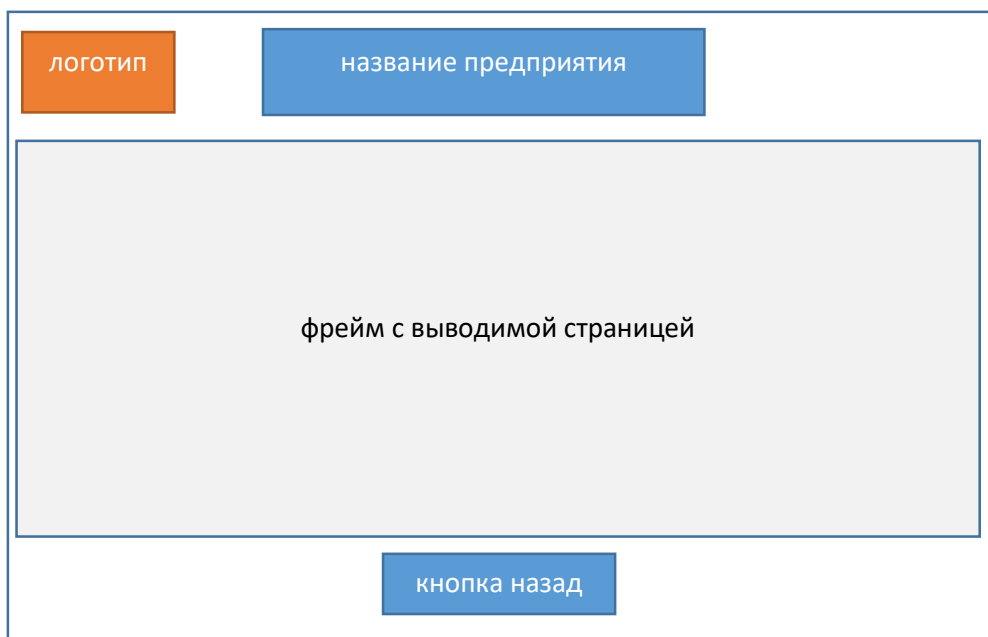 логотип
название предприятия
фрейм с выводимой страницей
кнопка назад